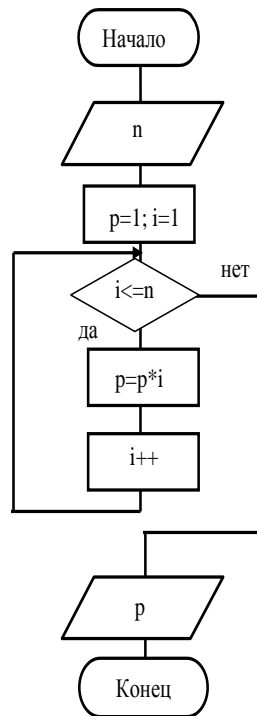 Начало
n
p=1; i=1
i<=n
нет
да
p=p*i
i++
p
Конец